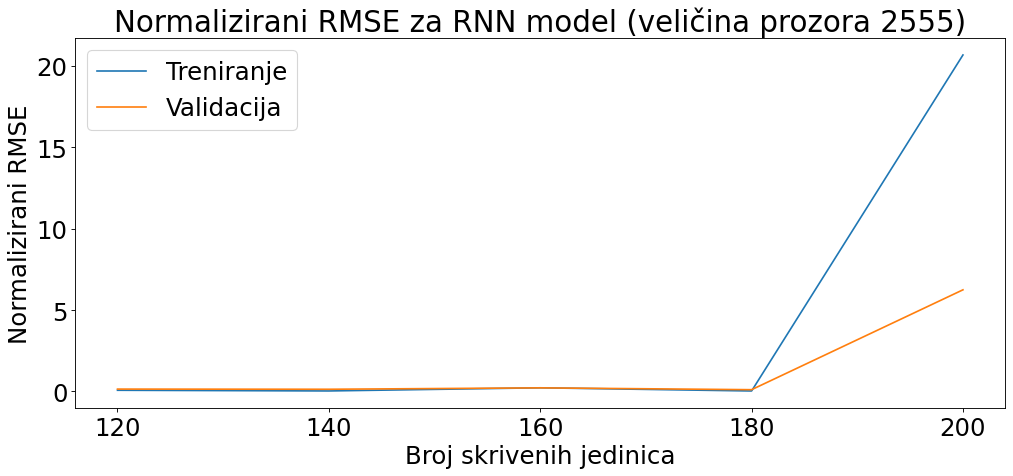 Normalizirani RMSE za RNN model (veličina prozora 2555)
Treniranje
Validacija
Normalizirani RMSE
20
15
10
5
0
120 140 160 180 200
Broj skrivenih jedinica